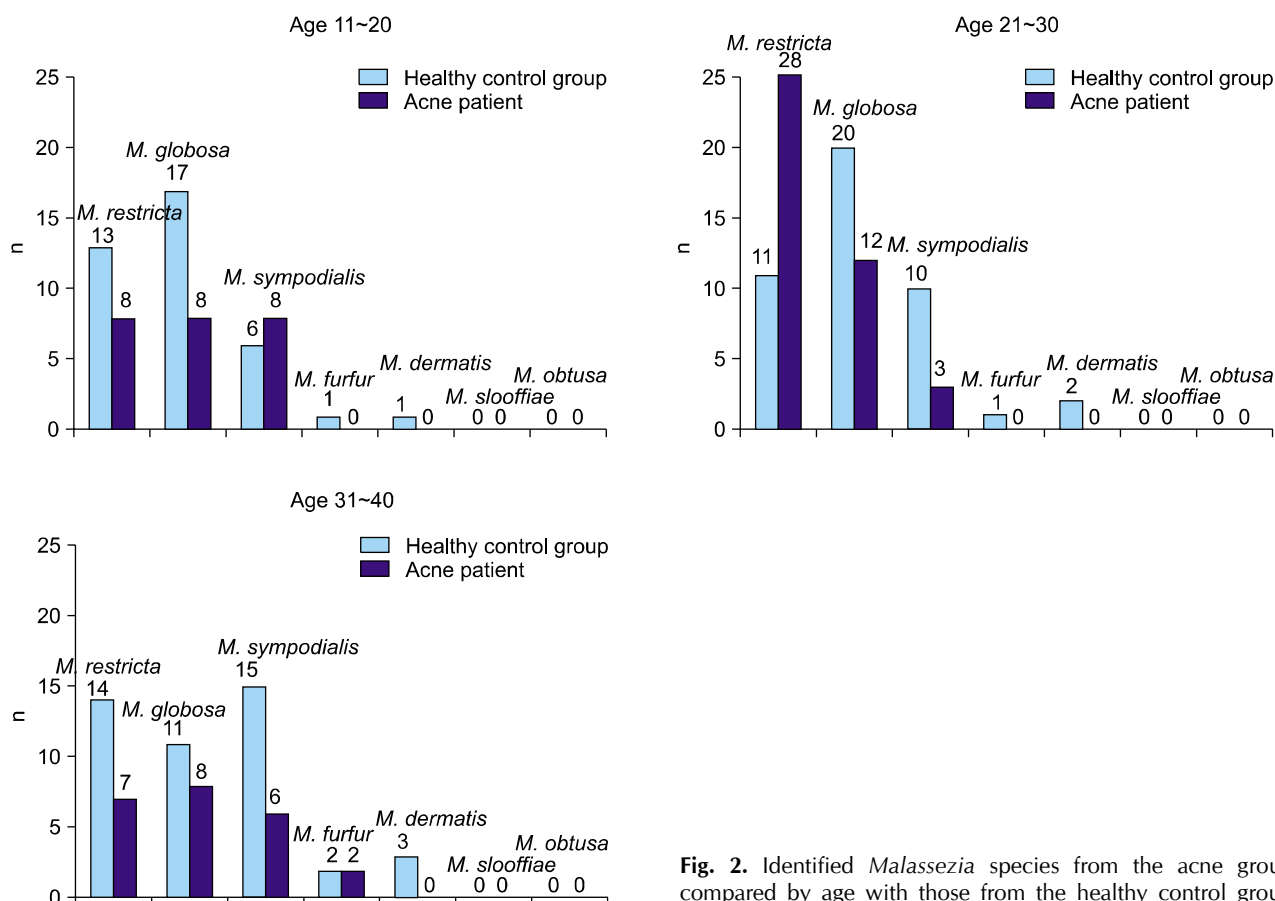 Age 11~20
25
20
15
10
5
0
n
Healthy control group
Acne patient
M. restricta
13
8
M. globosa
17
8
M. sympodialis
6
8
M. furfur
1
0
M. dermatis
1
0
M. slooffiae
0 0
M. obtusa
0 0
Age 21~30
25
20
15
10
5
0
n
Healthy control group
Acne patient
M. restricta
11
28
M. globosa
20
12
M. sympodialis
10
3
M. furfur
1
0
M. dermatis
2
0
M. slooffiae
0 0
M. obtusa
0 0
Age 31~40
25
20
15
10
5
0
n
Healthy control group
Acne patient
M. restricta
14
7
M. globosa
11
8
M. sympodialis
15
6
M. furfur
2 2
M. dermatis
3
0
M. slooffiae
0 0
M. obtusa
0 0
Fig. 2. Identified Malassezia species from the acne grou
compared by age with those from the healthy control grou